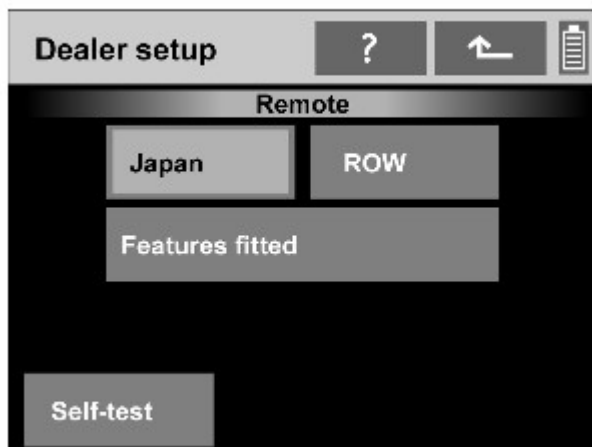 Dealer setup ?
Remote
Japan ROW
Features fitted
Self-test